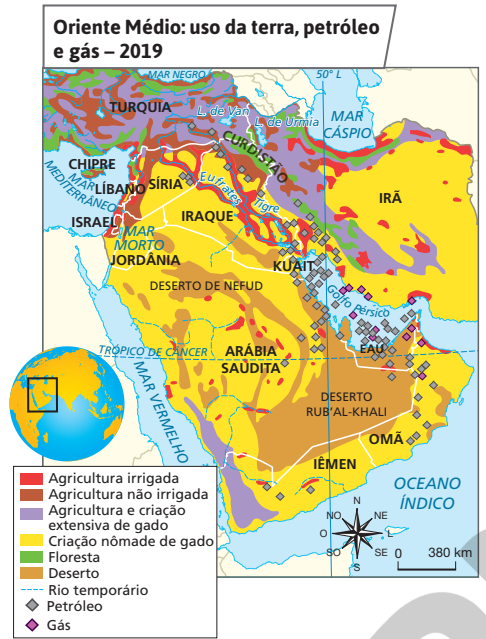 Oriente Médio: uso da terra, petróleo
e gás – 2019
MAR NEGRO
50° L
TURQUIA
L. de Van
L. de Úrmia
MAR
CÁSPIO
CURDISTÃO
CHIPRE
MAR
MEDITERRÂNEO
LÍBANO
SÍRIA
Eufrates
Tigre
IRÃ
ISRAEL
IRAQUE
MAR
MORTO
JORDÂNIA
KUAIT
DESERTO DE NEFUD
Golfo Pérsico
TRÓPICO DE CÂNCER
EAU
ARÁBIA
SAUDITA
MAR VERMELHO
DESERTO
RUB'AL-KHALI
OMÃ
IÊMEN
OCEANO
ÍNDICO
Agricultura irrigada
Agricultura não irrigada
Agricultura e criação
extensiva de gado
Criação nômade de gado
Floresta
Deserto
Rio temporário
Petróleo
Gás
N
NO
NE
O
L
SO
SE
S
0
380 km